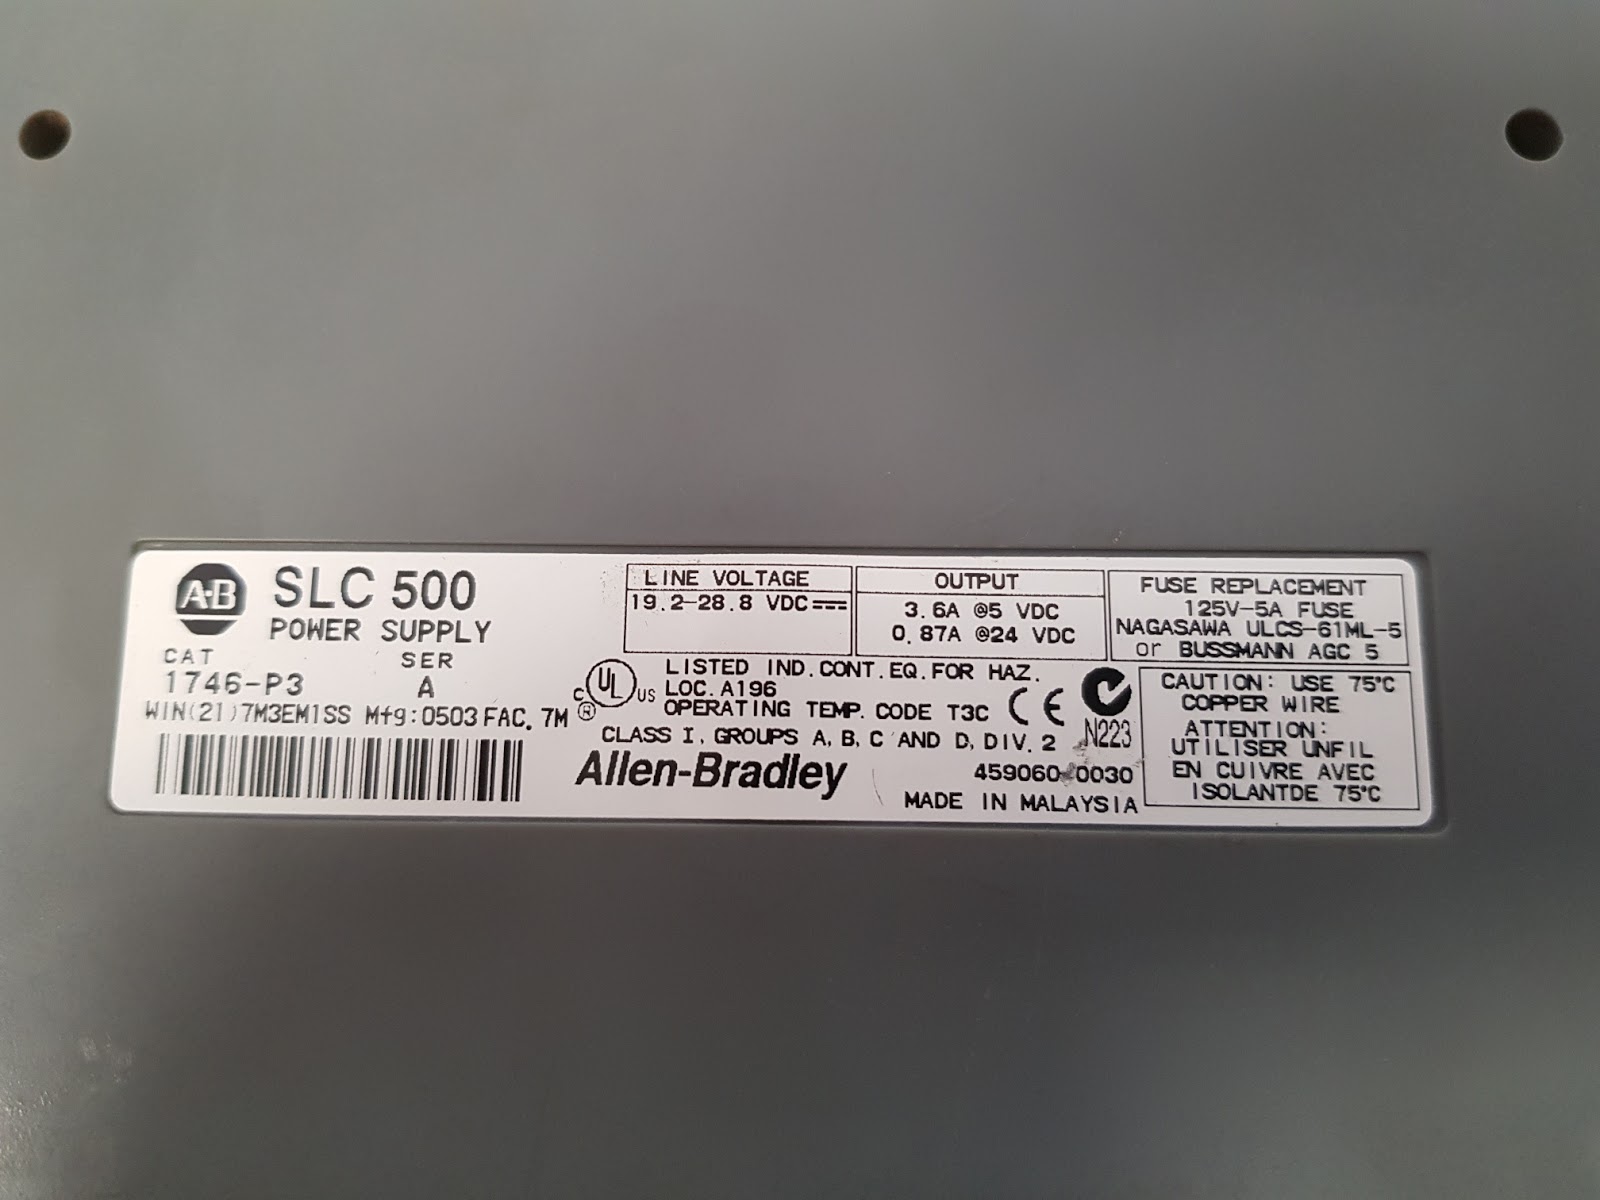 A·B
SLC 500
POWER SUPPLY
CAT
SER
1746-P3
A
WIN(21)7M3EM1SS Mfg:0503 FAC. 7M
LINE VOLTAGE
19.2-28.8 VDC
OUTPUT
3.6A @5 VDC
0.87A @24 VDC
FUSE REPLACEMENT
125V-5A FUSE
NAGASAWA ULCS-61ML-5
or BUSSMANN AGC 5
C UL US ®
LISTED IND.CONT.EQ.FOR HAZ.
LOC.A196
OPERATING TEMP. CODE T3C
CE
N223
CLASS I, GROUPS A, B, C AND D, DIV. 2
Allen-Bradley
459060-0030
MADE IN MALAYSIA
CAUTION: USE 75°C
COPPER WIRE
ATTENTION:
UTILISER UNFIL
EN CUIVRE AVEC
ISOLANTDE 75°C